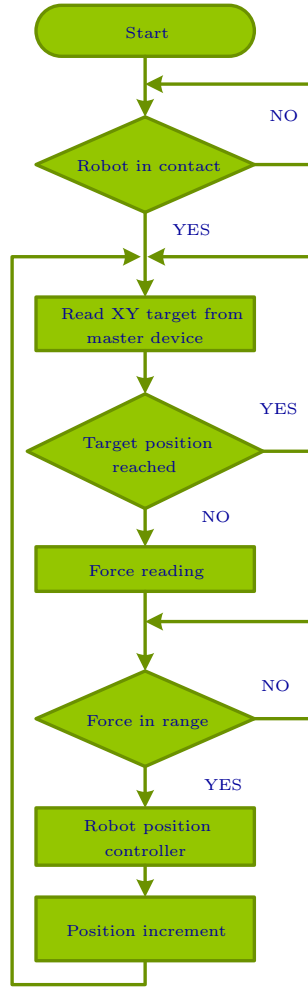 Start
NO
Robot in contact
YES
Read XY target from
master device
YES
Target position
reached
NO
Force reading
NO
Force in range
YES
Robot position
controller
Position increment